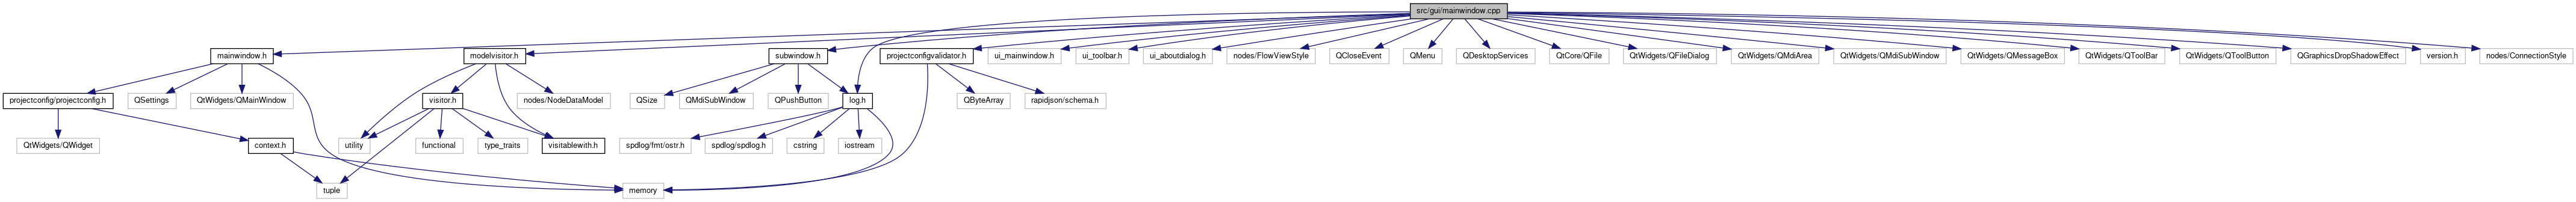 src/gui/mainwindow.cpp
mainwindow.h
modelvisitor.h
subwindow.h
projectconfigvalidator.h
ui_mainwindow.h
ui_toolbar.h
ui_aboutdialog.h
nodes/FlowViewStyle
QCloseEvent
QMenu
QDesktopServices
QtCore/QFile
QtWidgets/QFileDialog
QtWidgets/QMdiArea
QtWidgets/QMdiSubWindow
QtWidgets/QMessageBox
QtWidgets/QToolBar
QtWidgets/QToolButton
QGraphicsDropShadowEffect
version.h
nodes/ConnectionStyle
projectconfig/projectconfig.h
QSettings
QtWidgets/QMainWindow
visitor.h
nodes/NodeDataModel
QSize
QMdiSubWindow
QPushButton
log.h
QByteArray
rapidjson/schema.h
QtWidgets/QWidget
context.h
utility
functional
type_traits
visitablewith.h
spdlog/fmt/ostr.h
spdlog/spdlog.h
cstring
iostream
tuple
memory